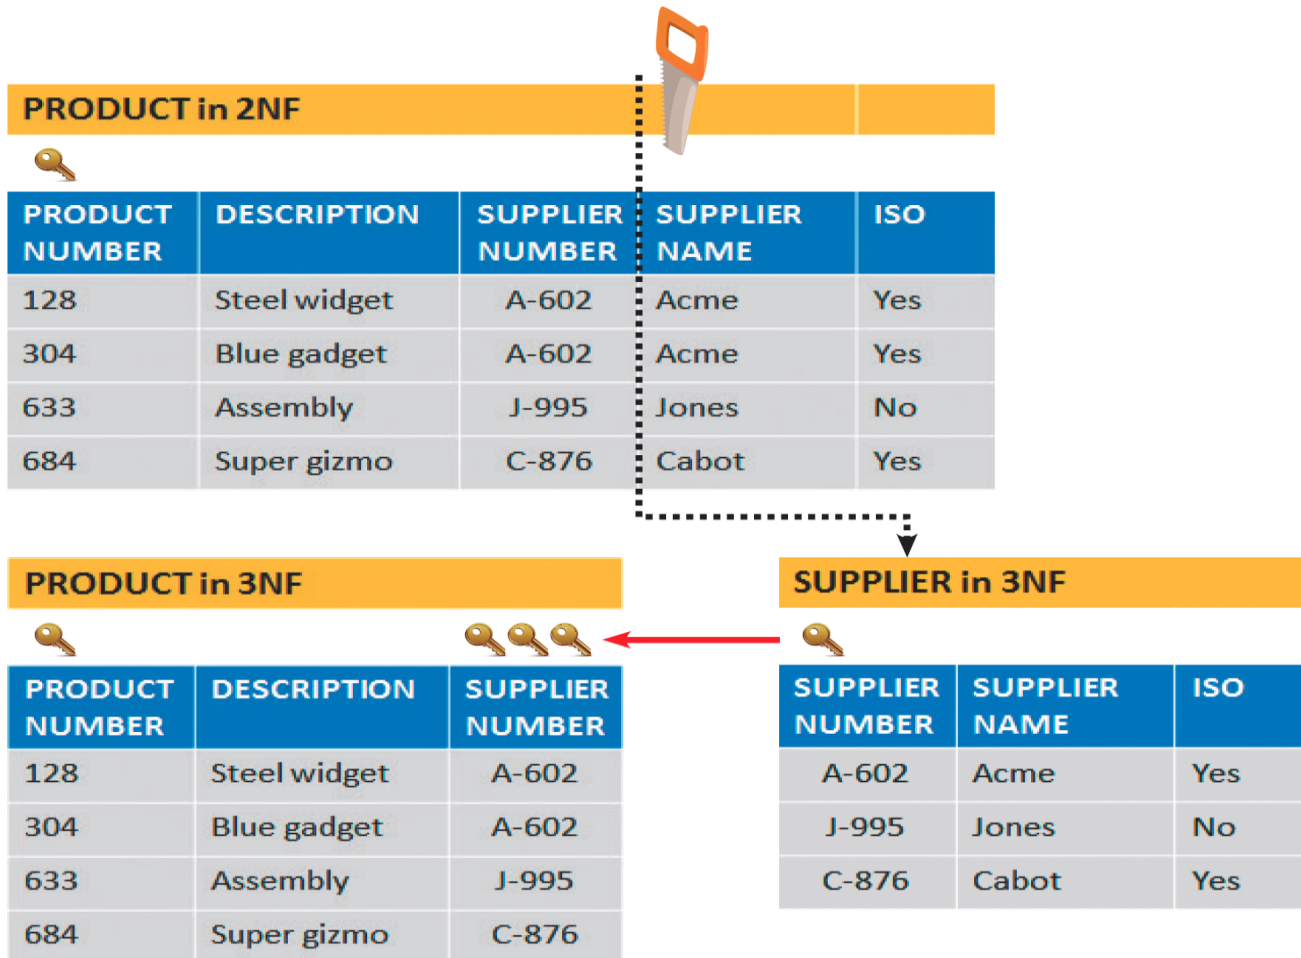 PRODUCT in 2NF
PRODUCT NUMBER DESCRIPTION SUPPLIER NUMBER SUPPLIER NAME ISO
128 Steel widget A-602 Acme Yes
304 Blue gadget A-602 Acme Yes
633 Assembly J-995 Jones No
684 Super gizmo C-876 Cabot Yes
PRODUCT in 3NF
PRODUCT NUMBER DESCRIPTION SUPPLIER NUMBER
128 Steel widget A-602
304 Blue gadget A-602
633 Assembly J-995
684 Super gizmo C-876
SUPPLIER in 3NF
SUPPLIER NUMBER SUPPLIER NAME ISO
A-602 Acme Yes
J-995 Jones No
C-876 Cabot Yes